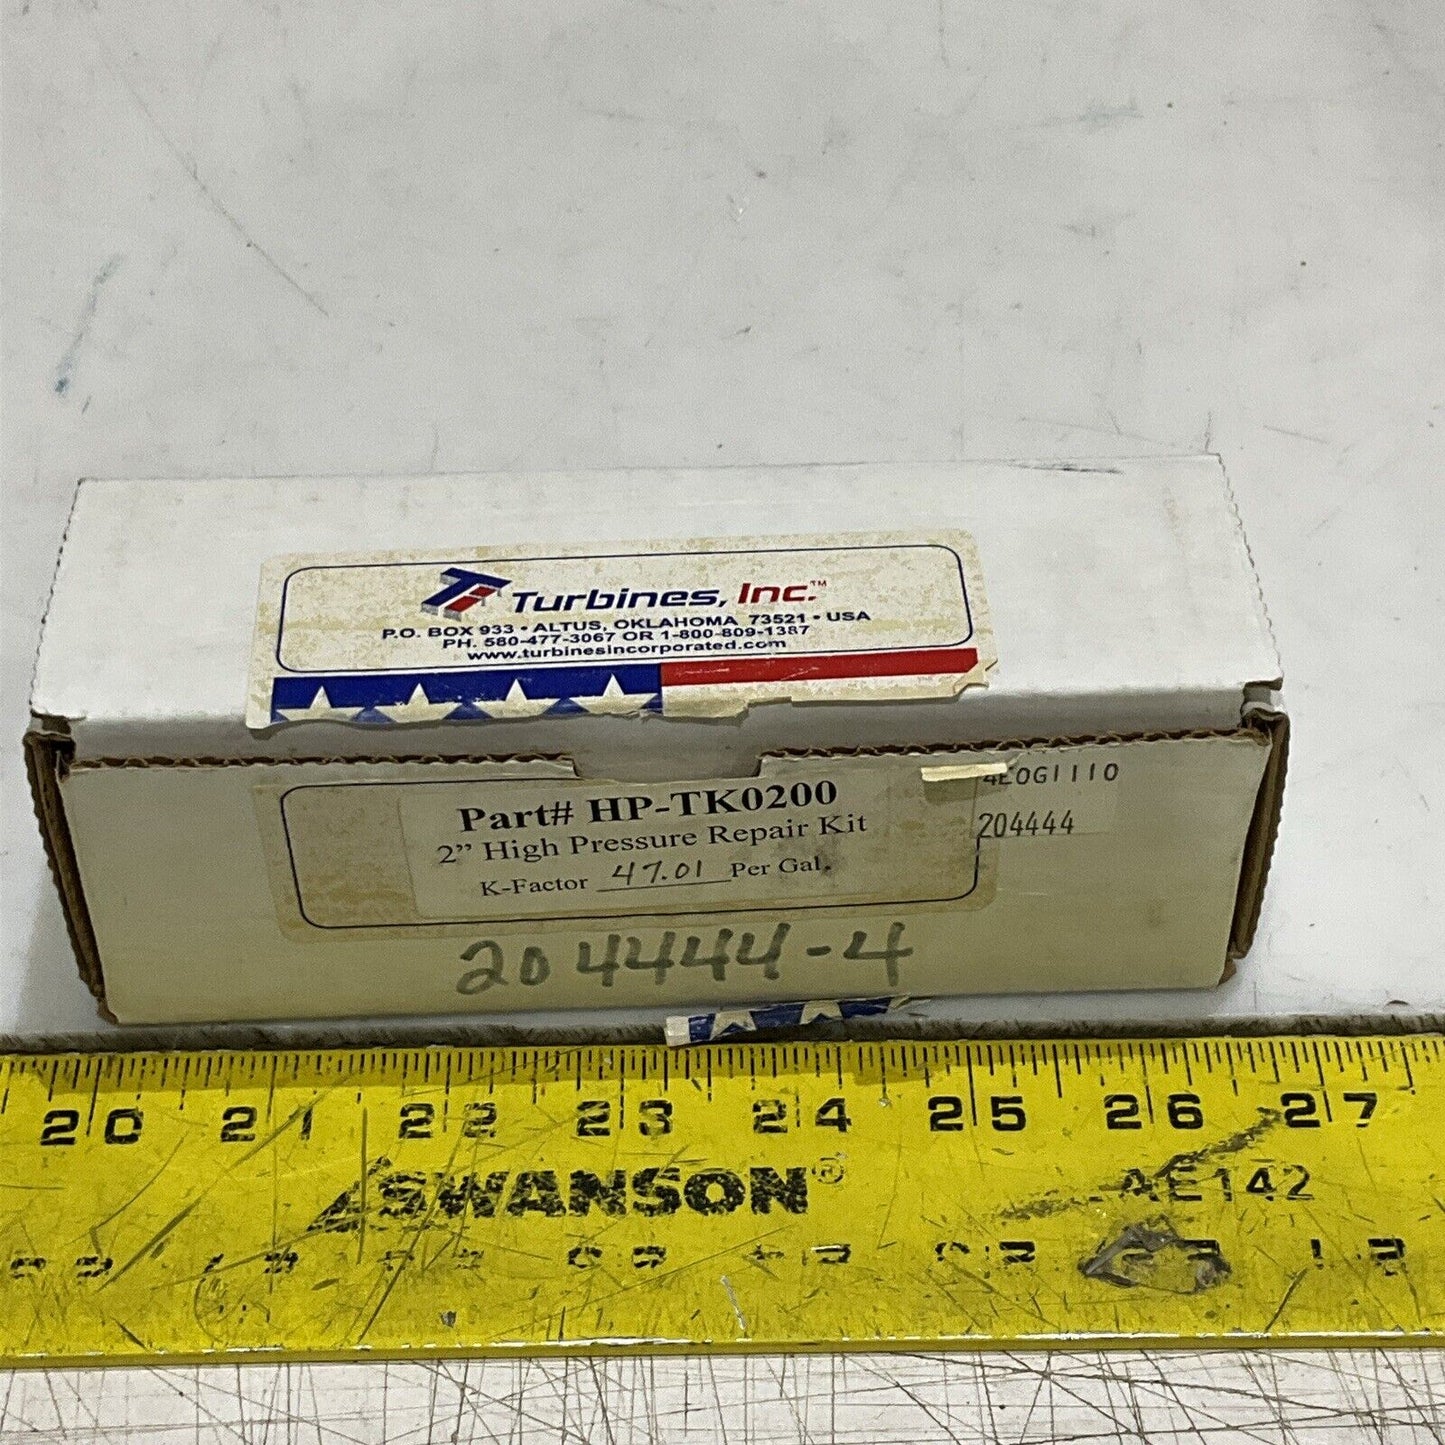 Turbines, Inc.™
P.O. BOX 933 • ALTUS, OKLAHOMA 73521 • USA
PH. 580-477-3067 OR 1-800-809-1387
www.turbinesincorporated.com
Part# HP-TK0200
2” High Pressure Repair Kit
K-Factor 47.01 Per Gal.
4E0G1110
204444
204444-4
20 21 22 23 24 25 26 27
SWANSON® AE142